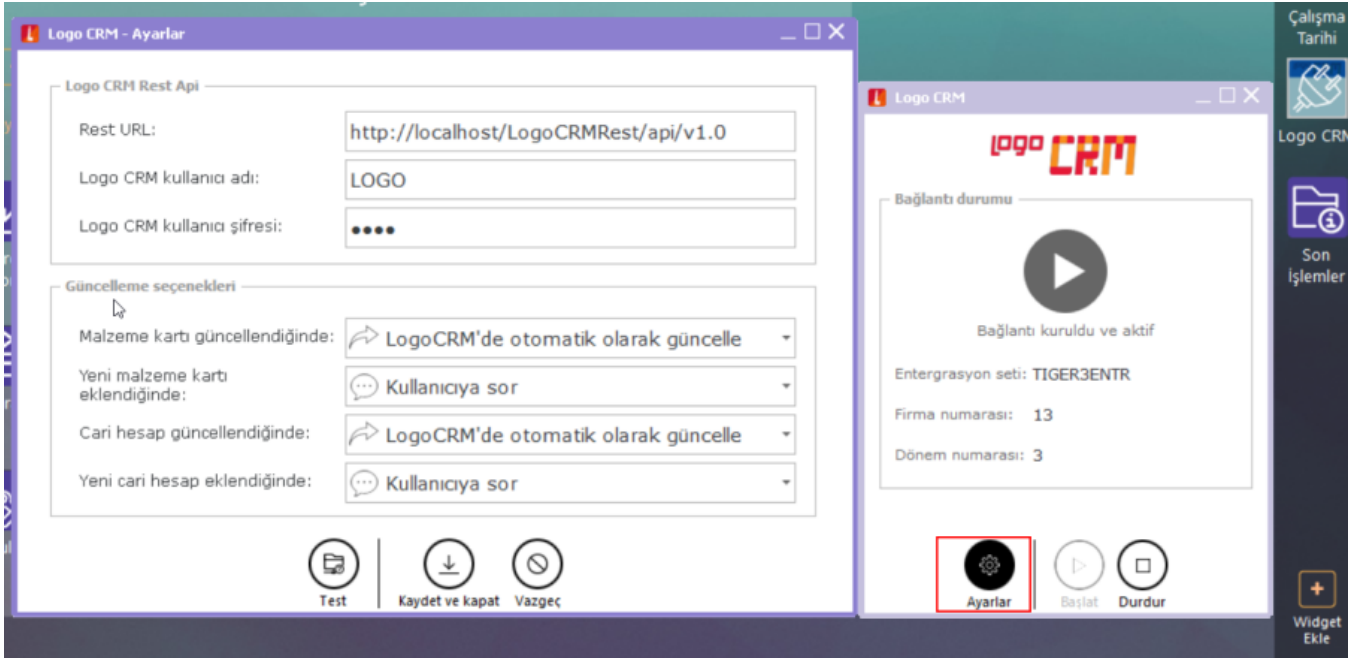 Logo CRM - Ayarlar
Logo CRM Rest Api
Rest URL:
http://localhost/LogoCRMRest/api/v1.0
Logo CRM kullanıcı adı:
LOGO
Logo CRM kullanıcı şifresi:
••••
Güncelleme seçenekleri
Malzeme kartı güncellendiğinde:
LogoCRM'de otomatik olarak güncelle
Yeni malzeme kartı
eklendiğinde:
Kullanıcıya sor
Cari hesap güncellendiğinde:
LogoCRM'de otomatik olarak güncelle
Yeni cari hesap eklendiğinde:
Kullanıcıya sor
Test
Kaydet ve kapat
Vazgeç
Logo CRM
Logo CRM
Bağlantı durumu
Bağlantı kuruldu ve aktif
Entergrasyon seti: TIGER3ENTR
Firma numarası: 13
Dönem numarası: 3
Ayarlar
Başlat
Durdur
Çalışma
Tarihi
Logo CRM
Son
İşlemler
Widget
Ekle